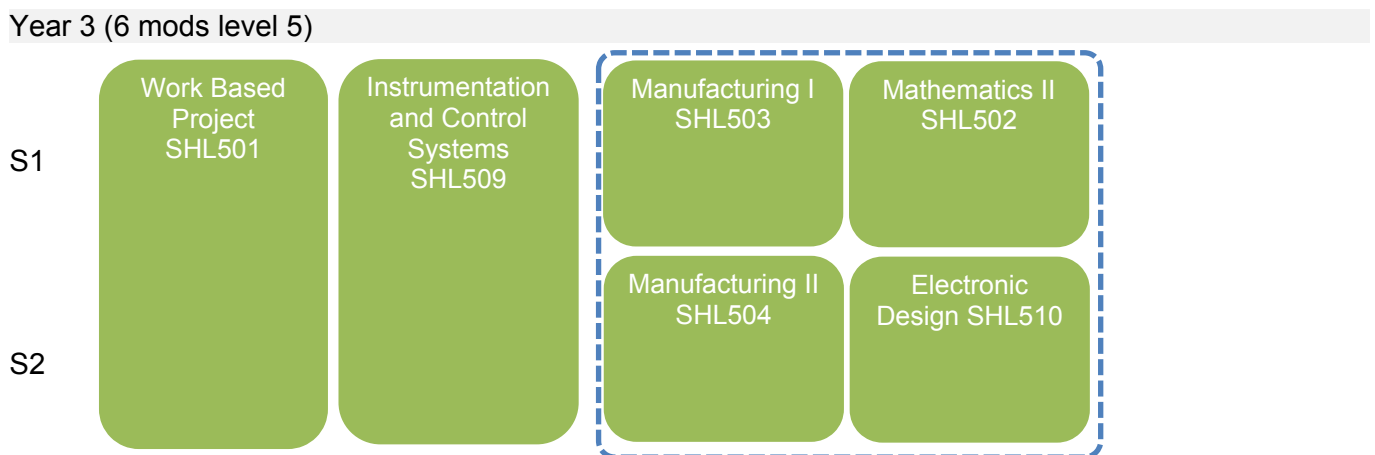 Year 3 (6 mods level 5)
Work Based
Project
SHL501
Instrumentation
and Control
Systems
SHL509
Manufacturing I
SHL503
Mathematics II
SHL502
S1
Manufacturing II
SHL504
Electronic
Design SHL510
S2